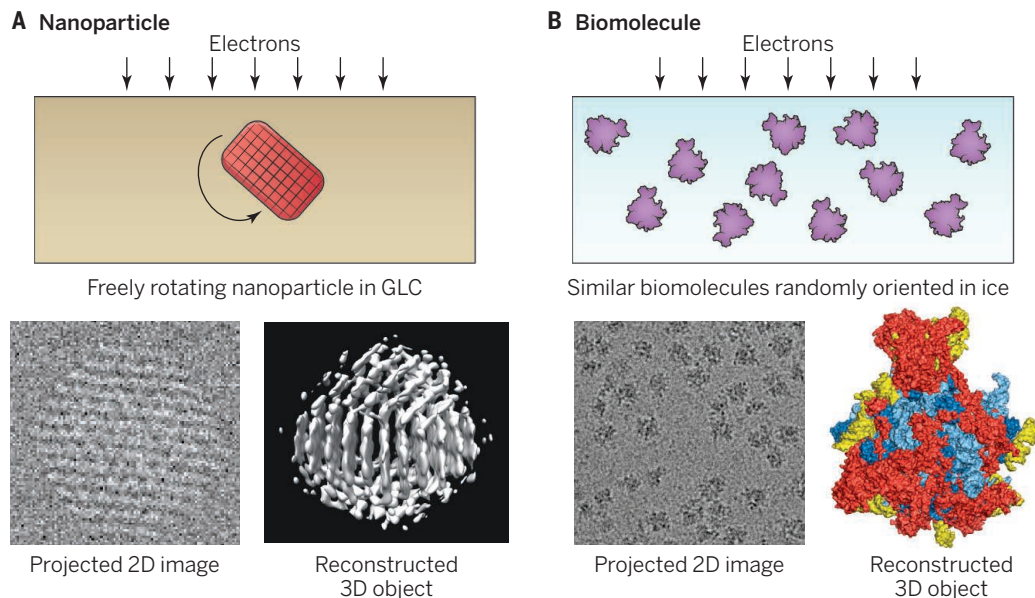 A Nanoparticle
Electrons
Freely rotating nanoparticle in GLC
Projected 2D image
Reconstructed
3D object
B Biomolecule
Electrons
Similar biomolecules randomly oriented in ice
Projected 2D image
Reconstructed
3D object